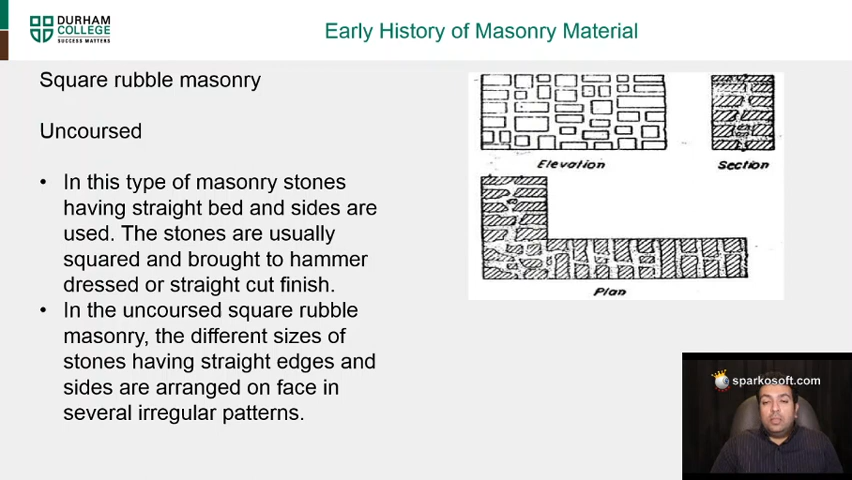 DURHAM
COLLEGE
SUCCESS MATTERS
Early History of Masonry Material
Square rubble masonry
Uncoursed
• In this type of masonry stones
having straight bed and sides are
used. The stones are usually
squared and brought to hammer
dressed or straight cut finish.
• In the uncoursed square rubble
masonry, the different sizes of
stones having straight edges and
sides are arranged on face in
several irregular patterns.
Elevation
Section
Plan
sparkosoft.com